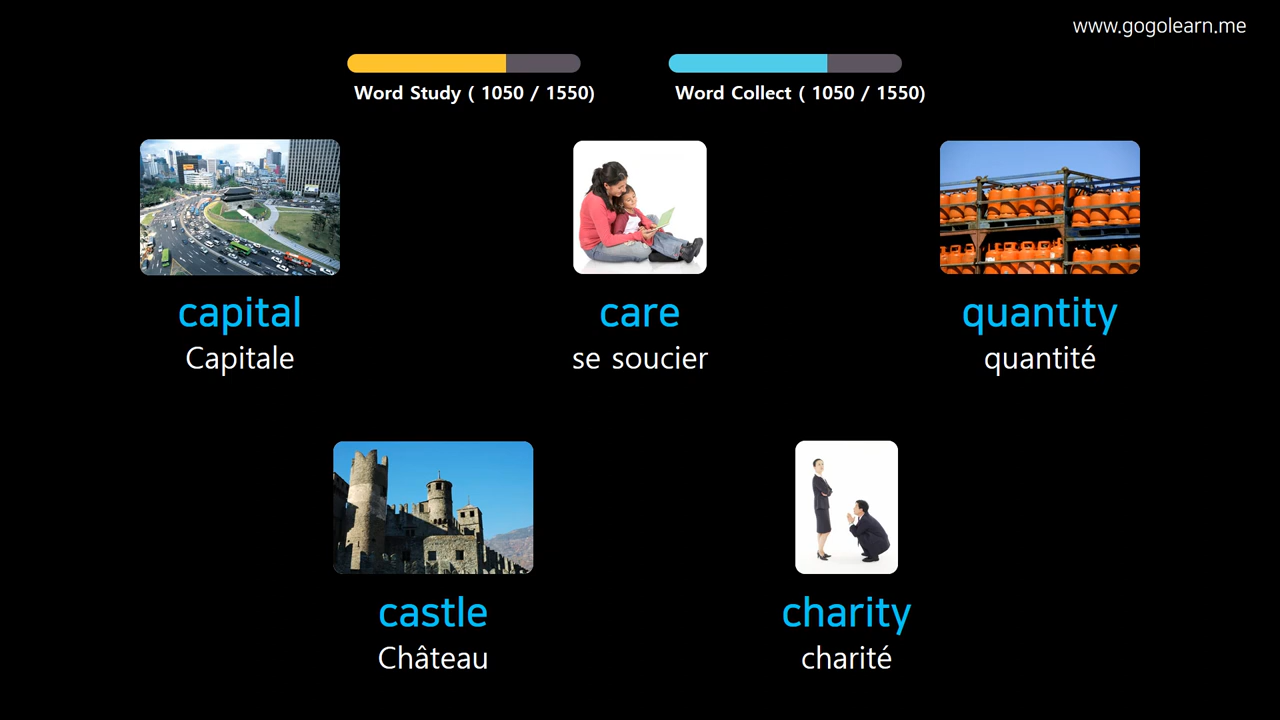 www.gogolearn.me
Word Study ( 1050 / 1550)
Word Collect ( 1050 / 1550)
capital
Capitale
care
se soucier
quantity
quantité
castle
Château
charity
charité